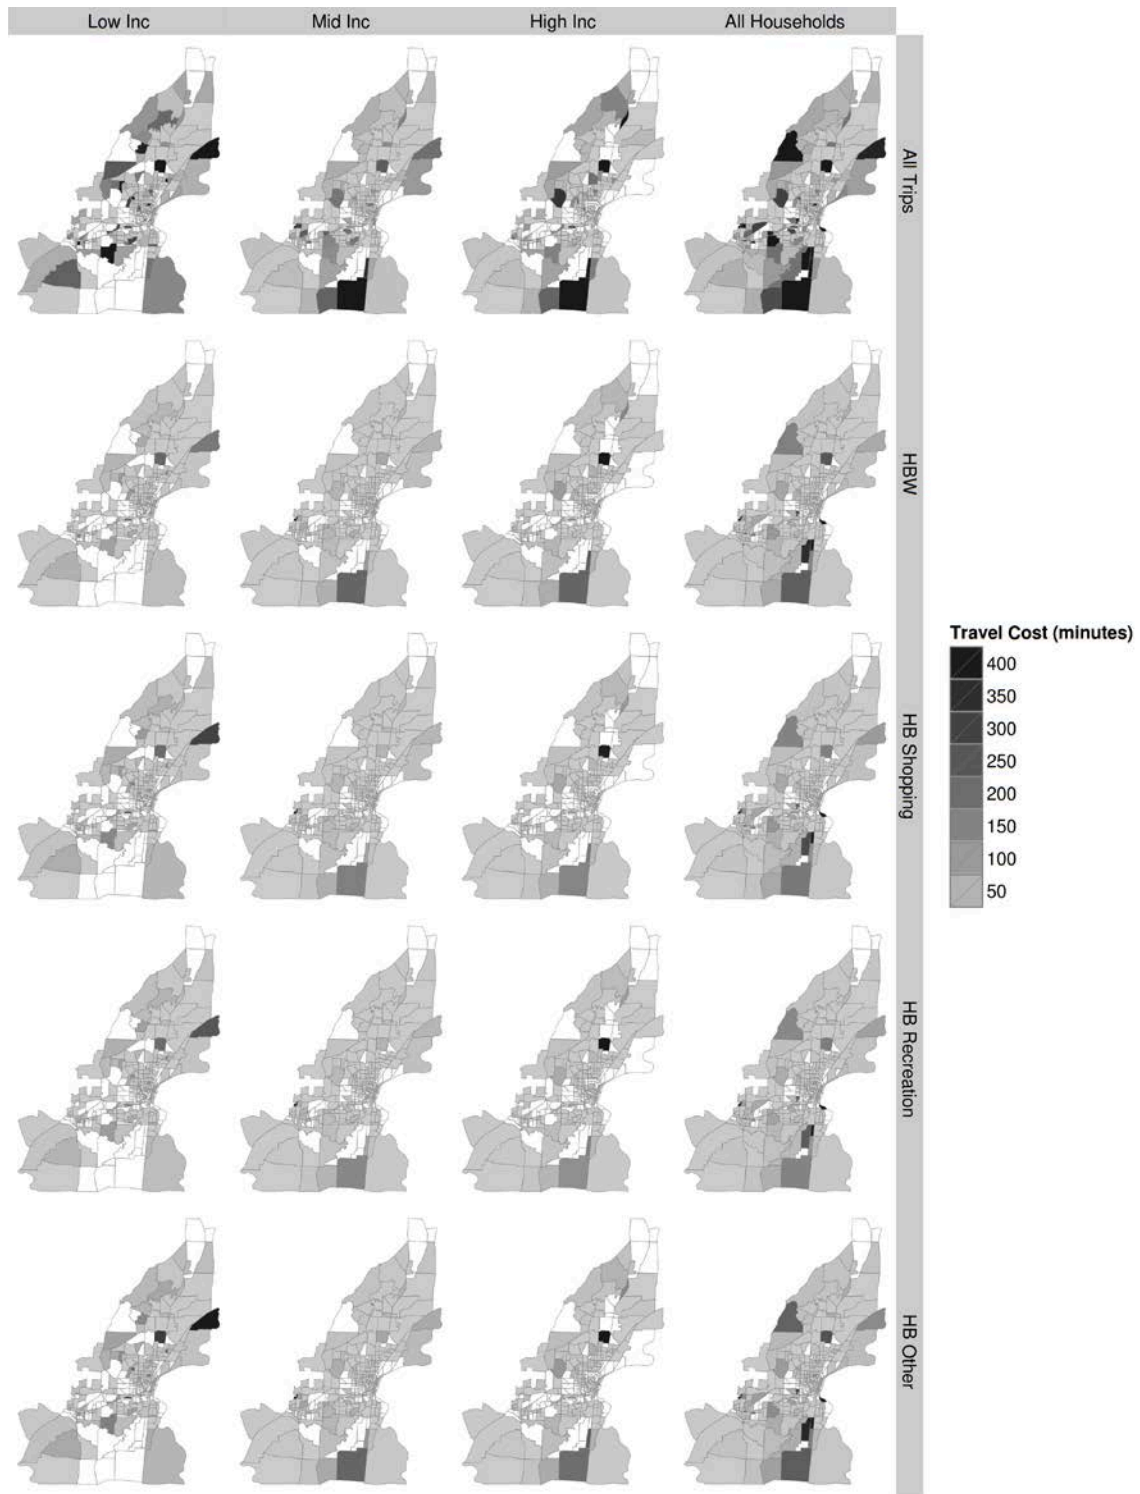 Low Inc
Mid Inc
High Inc
All Households
All Trips
HBW
HB Shopping
HB Recreation
HB Other
Travel Cost (minutes)
400
350
300
250
200
150
100
50